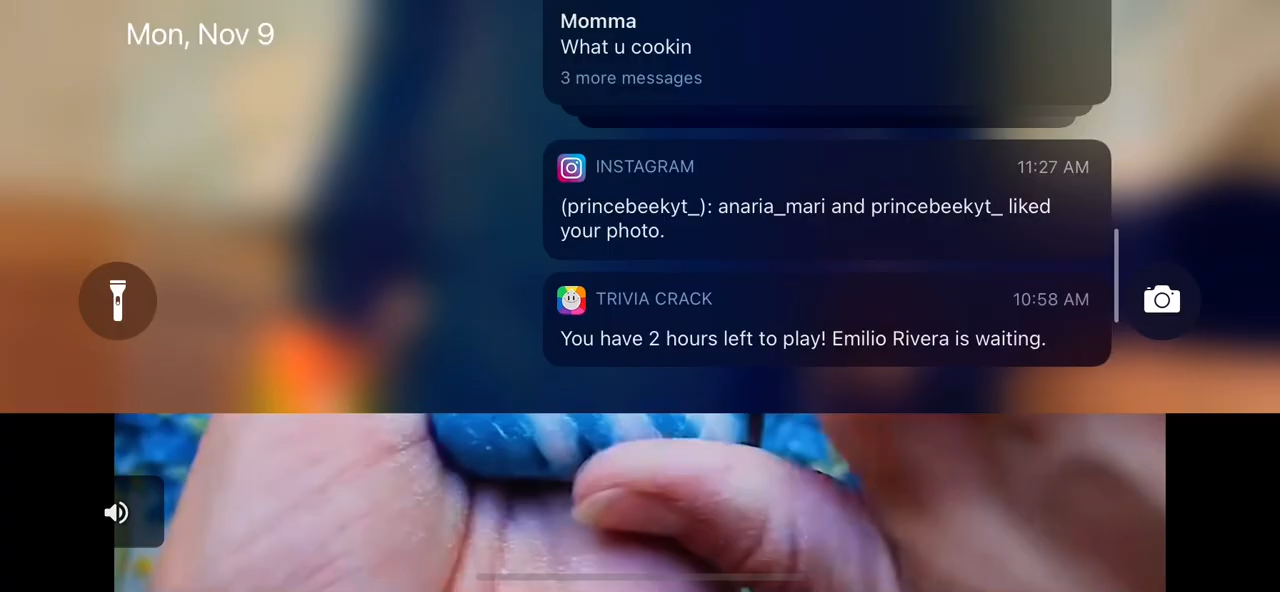 Mon, Nov 9
Momma
What u cookin
3 more messages
INSTAGRAM 11:27 AM
(princebeekyt_): anaria_mari and princebeekyt_ liked
your photo.
TRIVIA CRACK 10:58 AM
You have 2 hours left to play! Emilio Rivera is waiting.